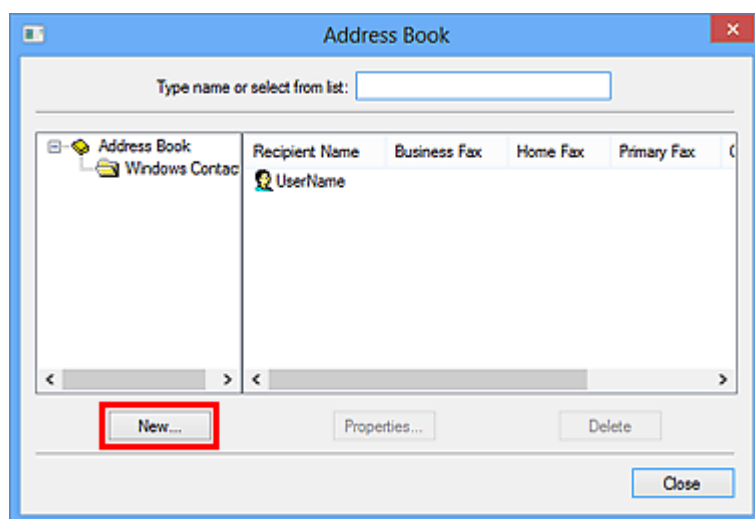 Address Book
Type name or select from list:
Address Book
Windows Contac
Recipient Name Business Fax Home Fax Primary Fax
UserName
New... Properties... Delete
Close